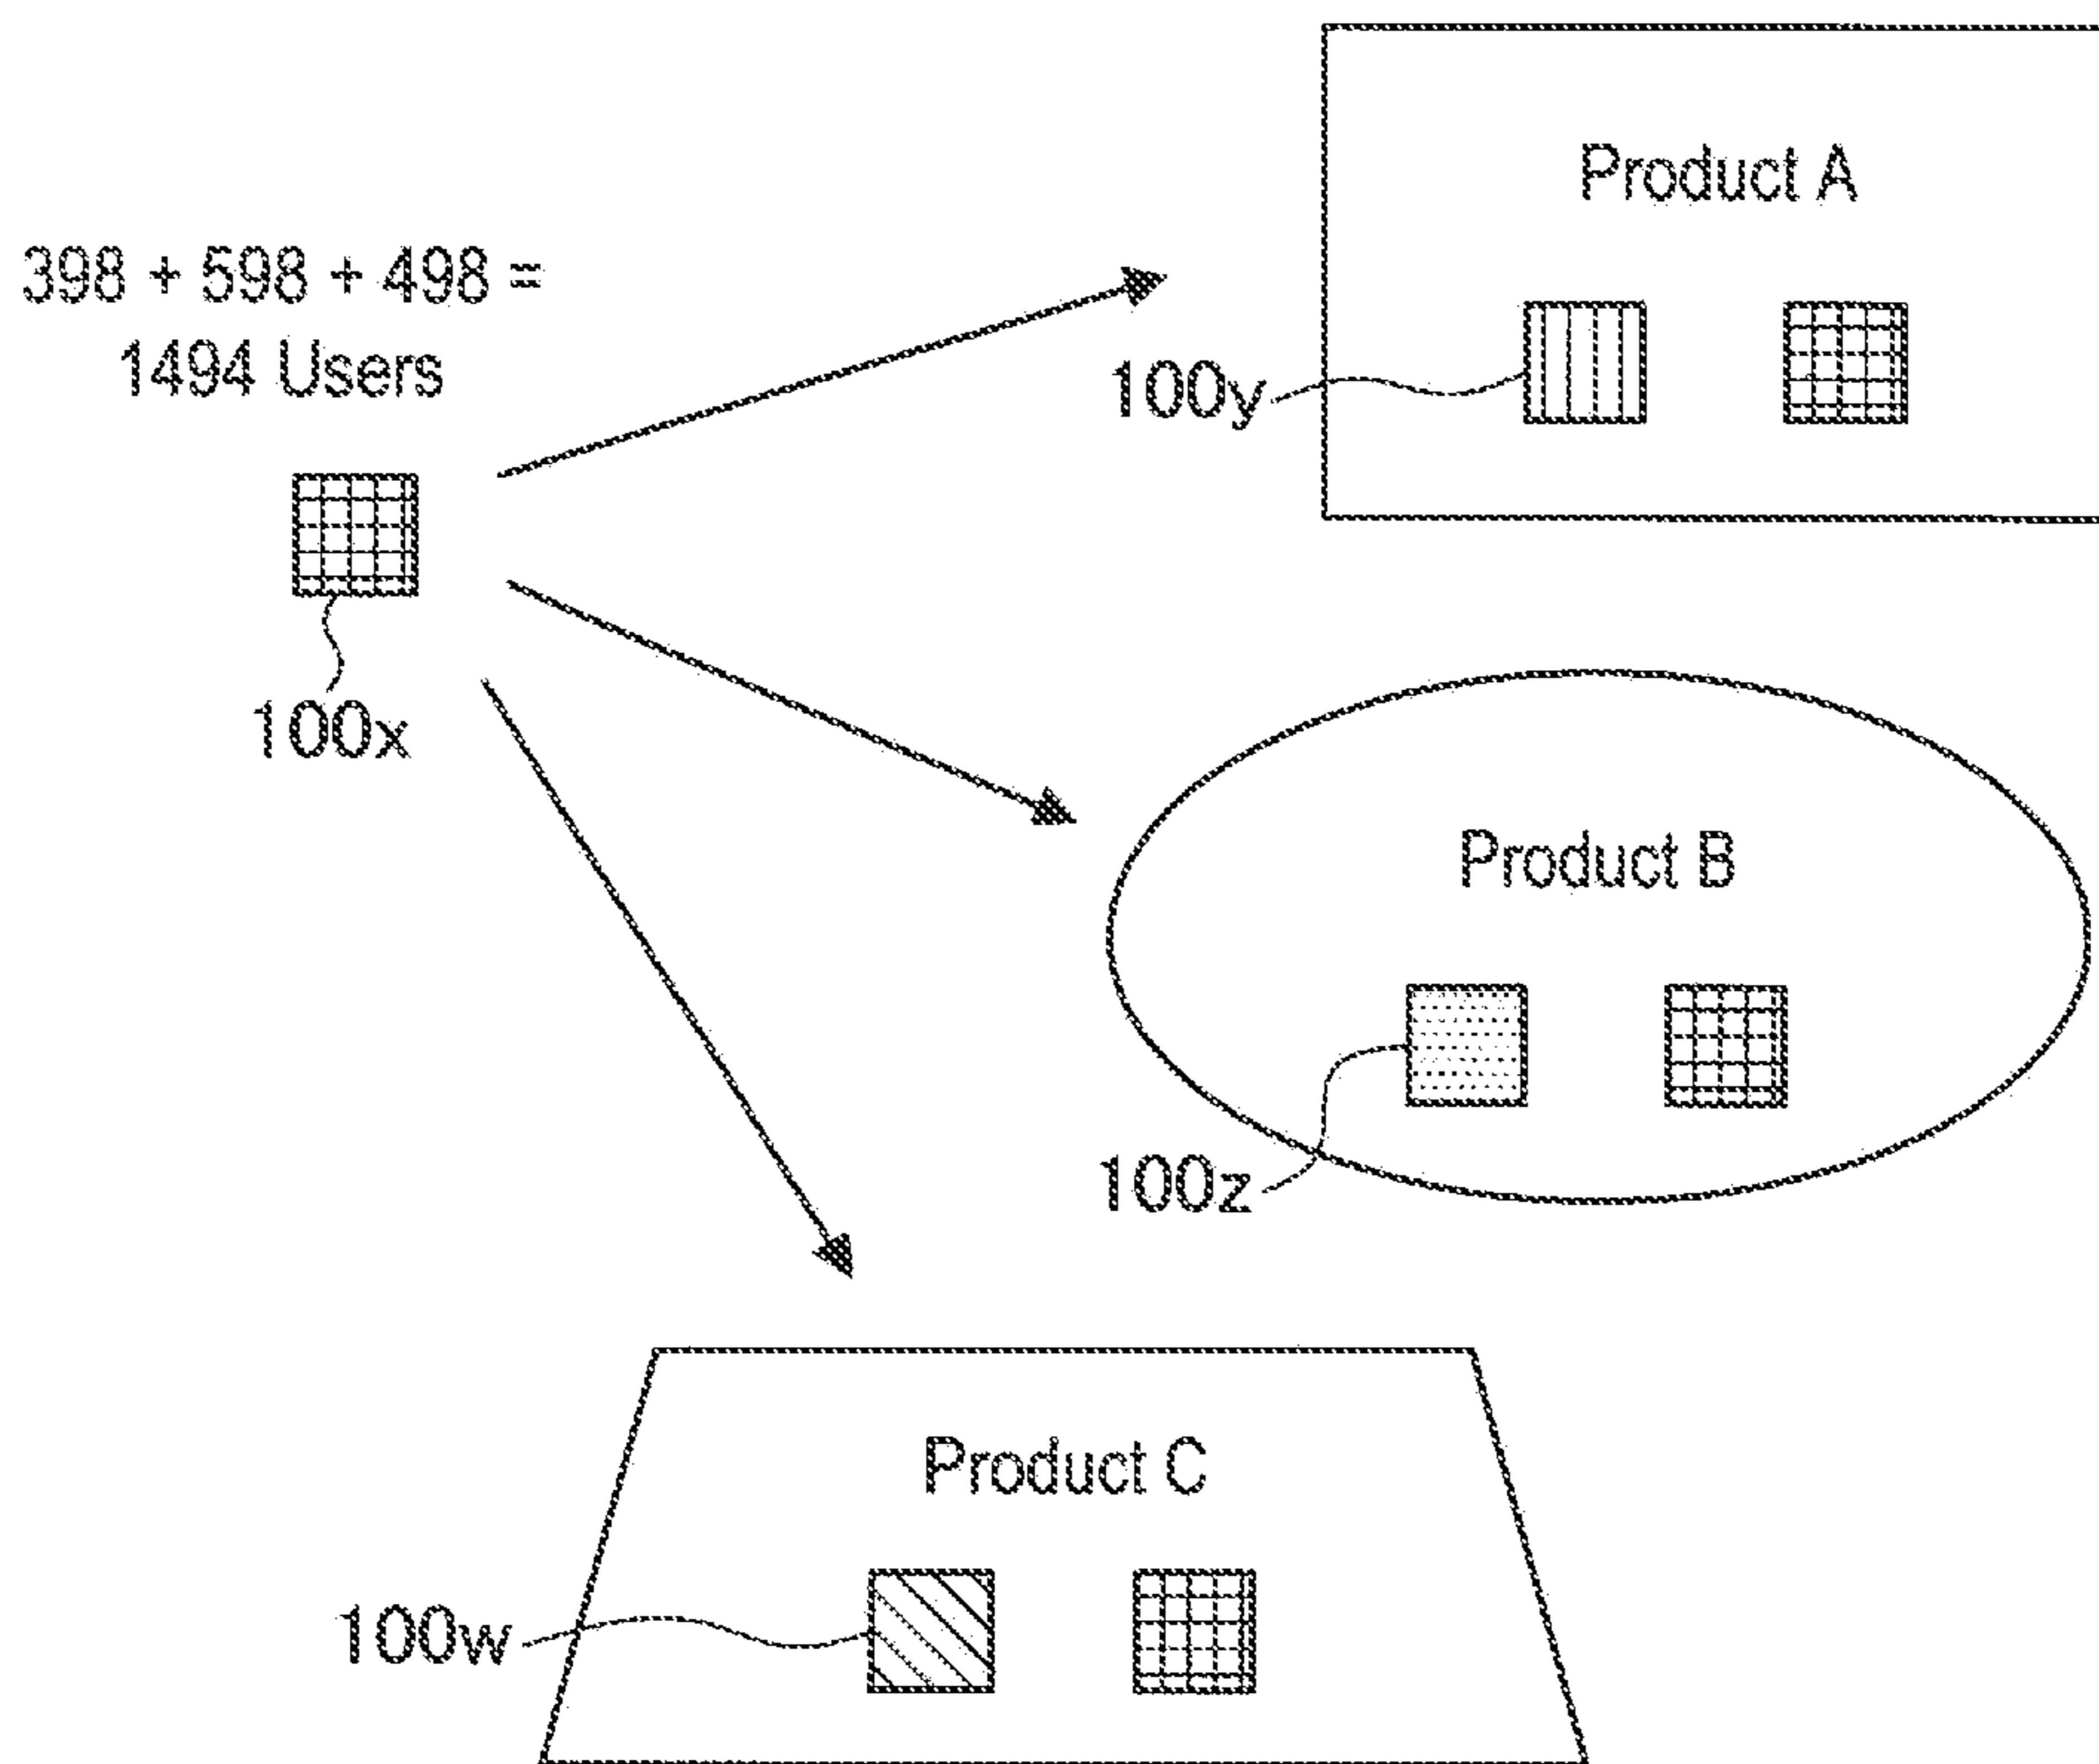 Product A
398 + 598 + 498 =
1494 Users
100y
100x
Product B
100z
Product C
100w